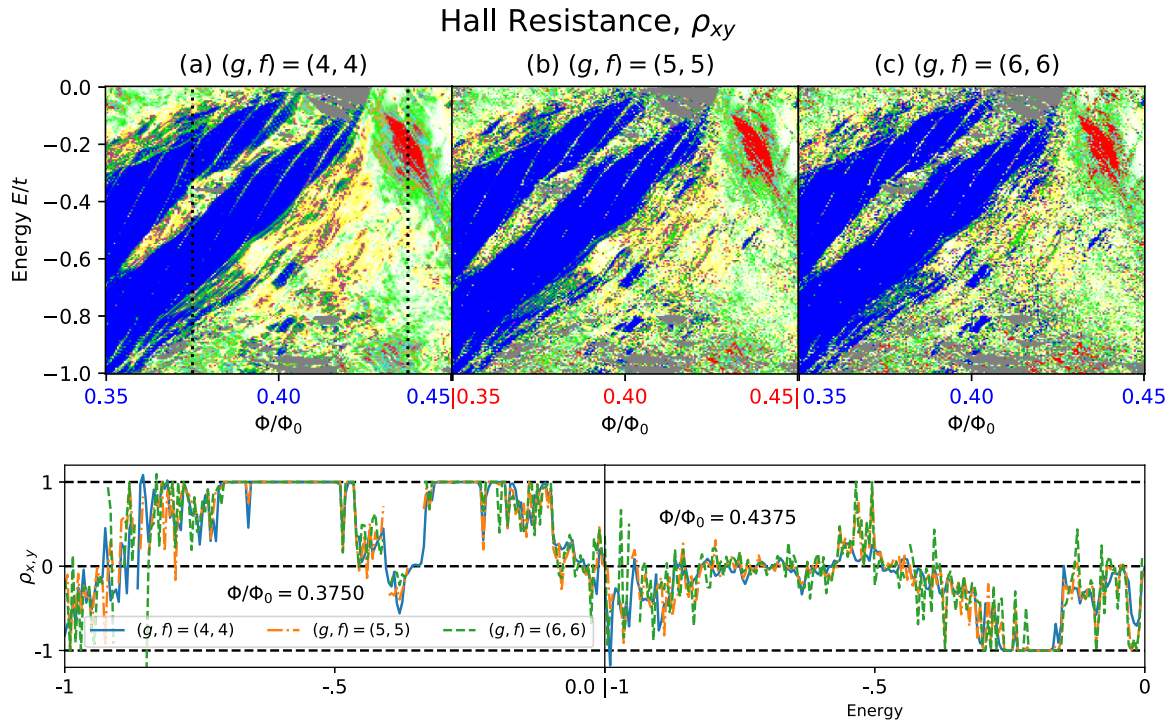 Hall Resistance, ρxy
(a) (g, f) = (4, 4)
(b) (g, f) = (5, 5)
(c) (g, f) = (6, 6)
Energy E/t
0.0
−0.2
−0.4
−0.6
−0.8
−1.0
0.35 0.40 0.45|0.35 0.40 0.45|0.35 0.40 0.45
Φ/Φ0 Φ/Φ0 Φ/Φ0
ρx,y
1
0
-1
Φ/Φ0 = 0.4375
Φ/Φ0 = 0.3750
(g, f) = (4, 4) (g, f) = (5, 5) (g, f) = (6, 6)
-1 -.5 0.0|-1 -.5 0
Energy